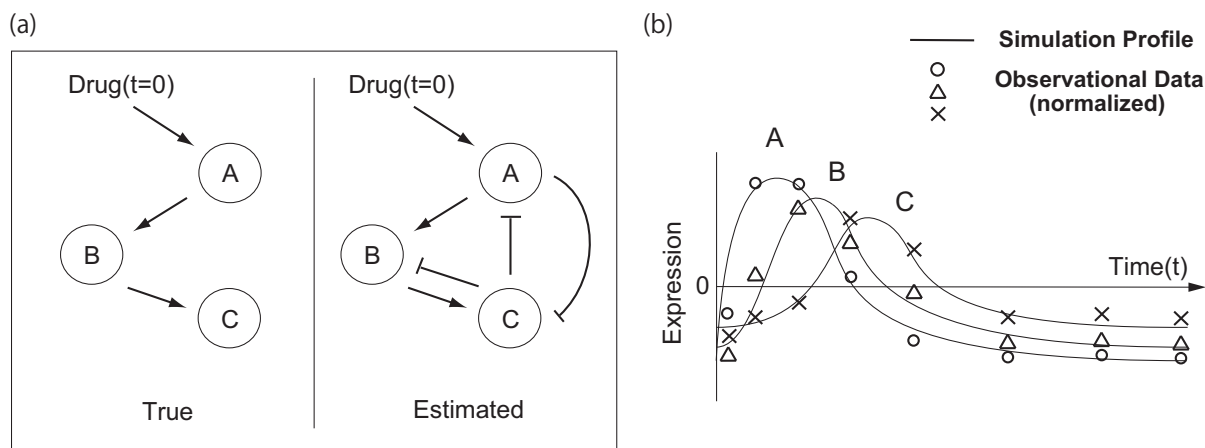 (a)
Drug(t=0)
A
B
C
True
Drug(t=0)
A
B
C
Estimated
(b)
Simulation Profile
Observational Data
(normalized)
A
B
C
Expression
0
Time(t)